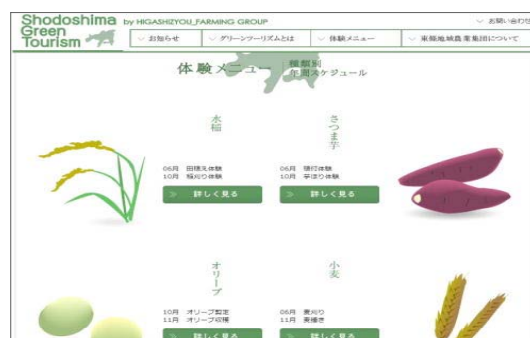 Shodoshima
Green
Tourism
by HIGASHIZYOU_FARMING GROUP
お問い合わせ
お知らせ
グリーンツーリズムとは
体験メニュー
東条地域農業集団について
体験メニュー
種類別
年間スケジュール
水稲
06月 田植え体験
10月 稲刈り体験
詳しく見る
さつま芋
06月 植付体験
10月 芋ほり体験
詳しく見る
オリーブ
10月 オリーブ剪定
11月 オリーブ収穫
詳しく見る
小麦
06月 麦刈り
11月 麦播き
詳しく見る